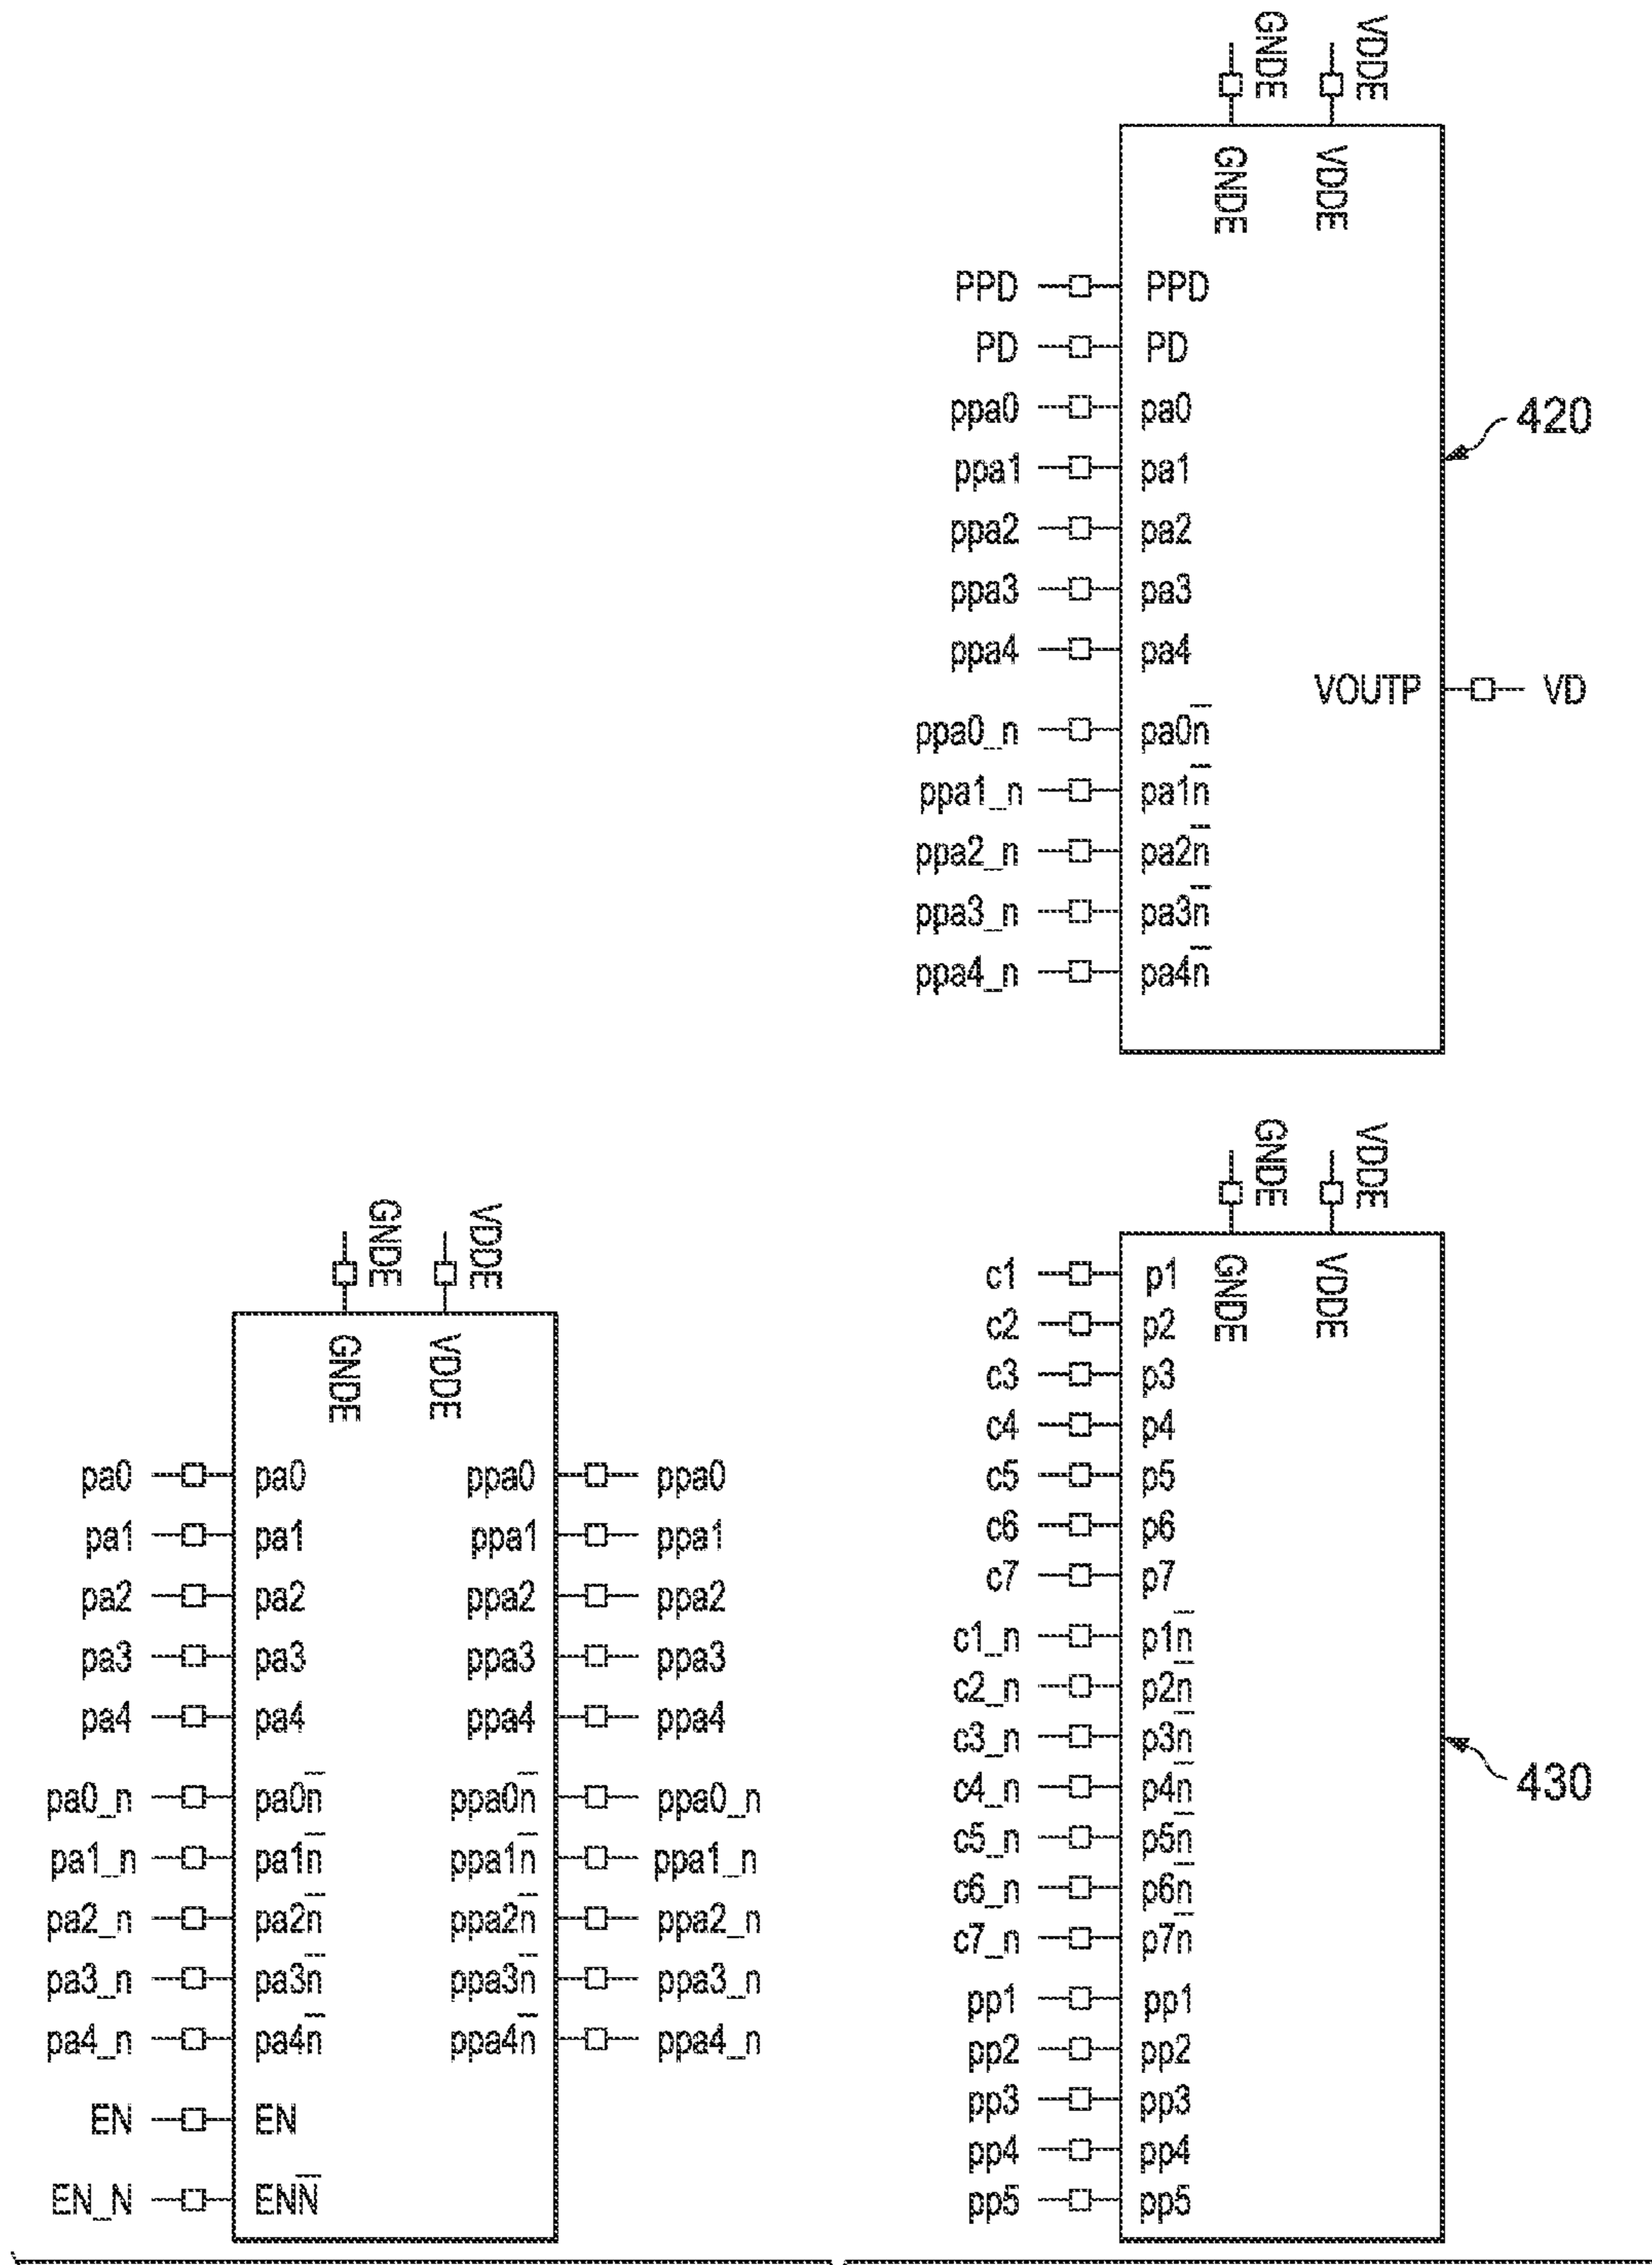 GNDE VDDE
GNDE VDDE
PPD PPD
PD PD
ppa0 pa0
ppa1 pa1
ppa2 pa2
ppa3 pa3
ppa4 pa4
VOUTP VD
ppa0_n pa0n̅
ppa1_n pa1n̅
ppa2_n pa2n̅
ppa3_n pa3n̅
ppa4_n pa4n̅
420
GNDE VDDE
GNDE VDDE
pa0 pa0 ppa0 ppa0
pa1 pa1 ppa1 ppa1
pa2 pa2 ppa2 ppa2
pa3 pa3 ppa3 ppa3
pa4 pa4 ppa4 ppa4
pa0_n pa0n̅ ppa0n̅ ppa0_n
pa1_n pa1n̅ ppa1n̅ ppa1_n
pa2_n pa2n̅ ppa2n̅ ppa2_n
pa3_n pa3n̅ ppa3n̅ ppa3_n
pa4_n pa4n̅ ppa4n̅ ppa4_n
EN EN
EN_N ENN̅
GNDE VDDE
GNDE VDDE
c1 p1
c2 p2
c3 p3
c4 p4
c5 p5
c6 p6
c7 p7
c1_n p1n̅
c2_n p2n̅
c3_n p3n̅
c4_n p4n̅
c5_n p5n̅
c6_n p6n̅
c7_n p7n̅
pp1 pp1
pp2 pp2
pp3 pp3
pp4 pp4
pp5 pp5
430